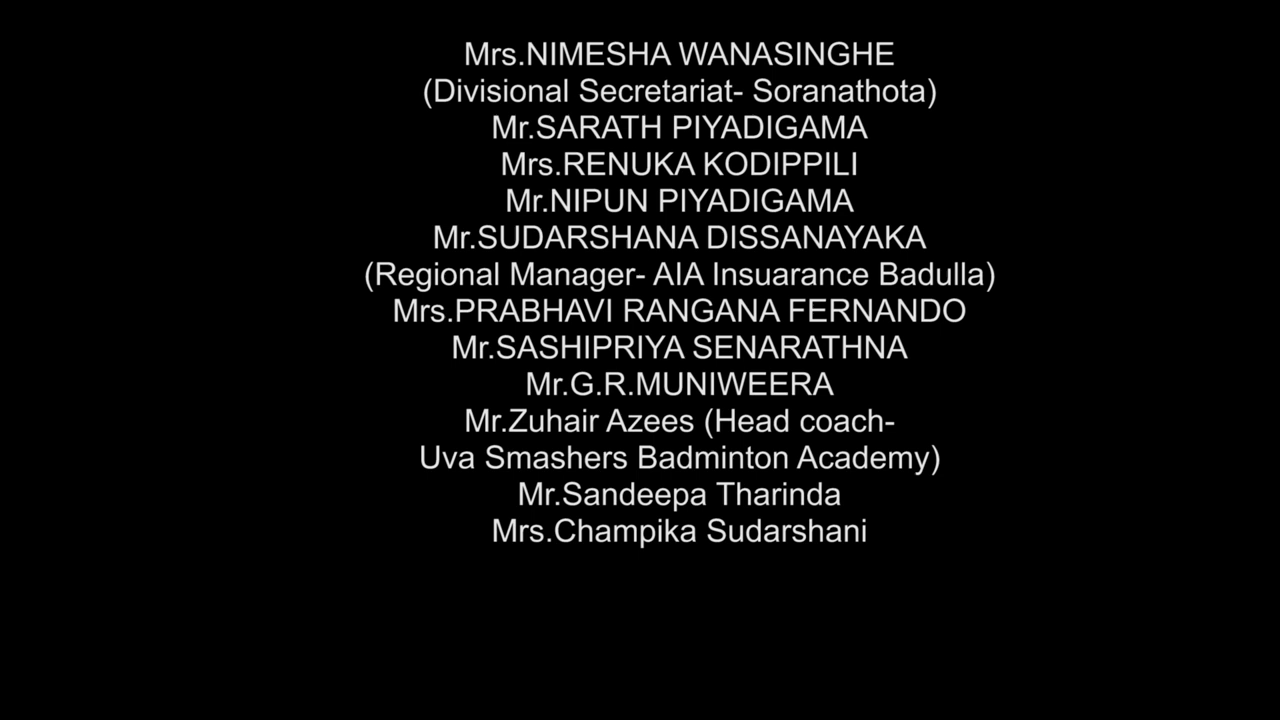 Mrs.NIMESHA WANASINGHE
(Divisional Secretariat- Soranathota)
Mr.SARATH PIYADIGAMA
Mrs.RENUKA KODIPPILI
Mr.NIPUN PIYADIGAMA
Mr.SUDARSHANA DISSANAYAKA
(Regional Manager- AIA Insuarance Badulla)
Mrs.PRABHAVI RANGANA FERNANDO
Mr.SASHIPRIYA SENARATHNA
Mr.G.R.MUNIWEERA
Mr.Zuhair Azees (Head coach-
Uva Smashers Badminton Academy)
Mr.Sandeepa Tharinda
Mrs.Champika Sudarshani